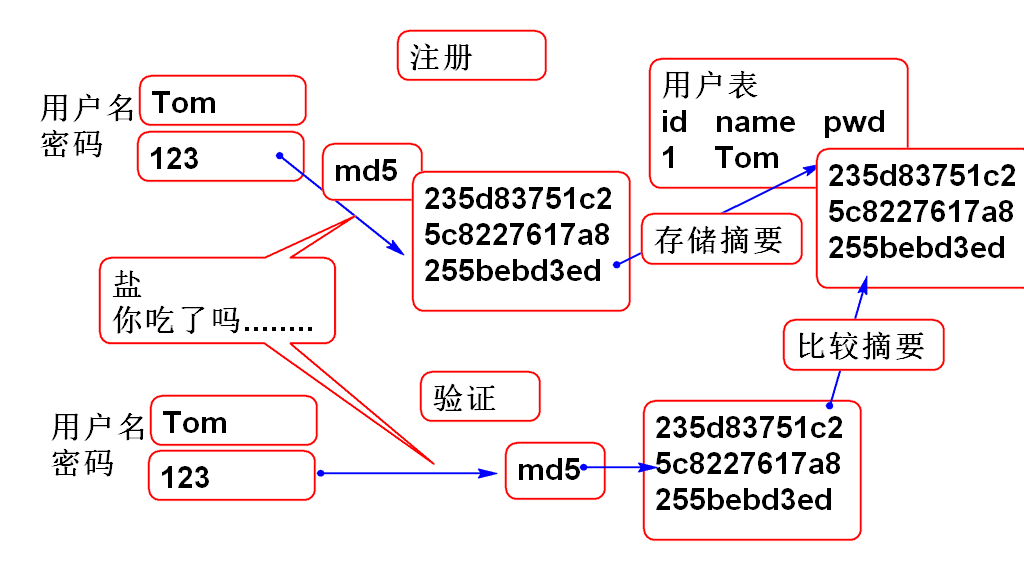 注册
用户名
Tom
密码
123
md5
235d83751c2
5c8227617a8
255bebd3ed
用户表
id name pwd
1 Tom
235d83751c2
5c8227617a8
255bebd3ed
存储摘要
盐
你吃了吗........
比较摘要
验证
用户名
Tom
密码
123
md5
235d83751c2
5c8227617a8
255bebd3ed